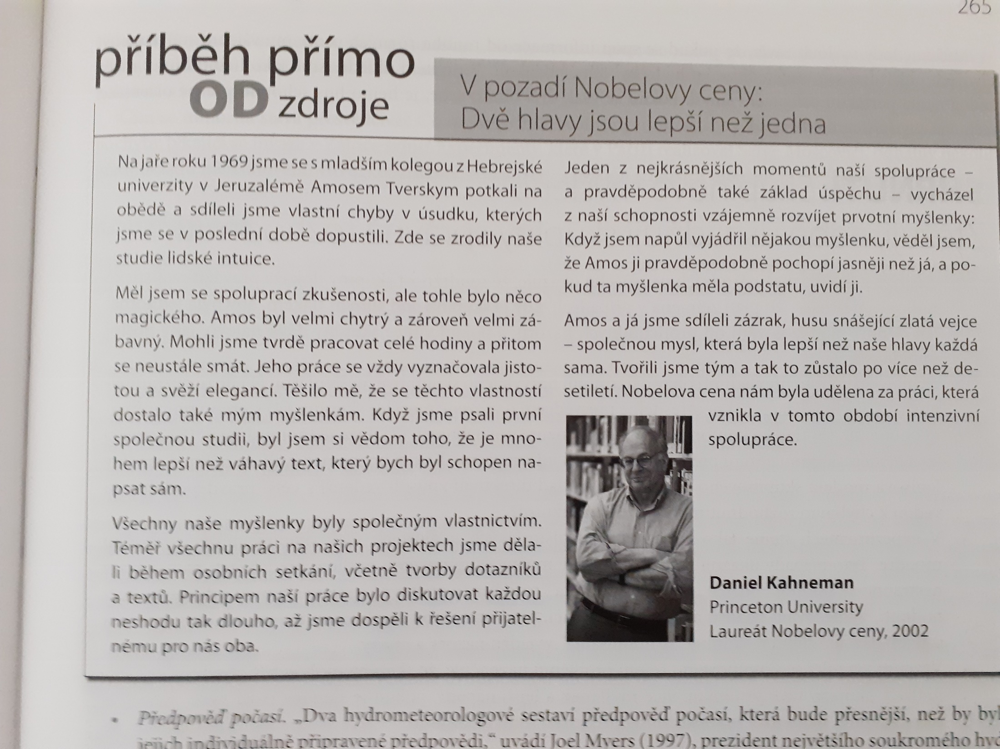 265
příběh přímo
OD zdroje
V pozadí Nobelovy ceny:
Dvě hlavy jsou lepší než jedna
Na jaře roku 1969 jsme se s mladším kolegou z Hebrejské
univerzity v Jeruzalémě Amosem Tverskym potkali na
obědě a sdíleli jsme vlastní chyby v úsudku, kterých
jsme se v poslední době dopustili. Zde se zrodily naše
studie lidské intuice.
Měl jsem se spoluprací zkušenosti, ale tohle bylo něco
magického. Amos byl velmi chytrý a zároveň velmi zá-
bavný. Mohli jsme tvrdě pracovat celé hodiny a přitom
se neustále smát. Jeho práce se vždy vyznačovala jisto-
tou a svěží elegancí. Těšilo mě, že se těchto vlastností
dostalo také mým myšlenkám. Když jsme psali první
společnou studii, byl jsem si vědom toho, že je mno-
hem lepší než váhavý text, který bych byl schopen na-
psat sám.
Všechny naše myšlenky byly společným vlastnictvím.
Téměř všechnu práci na našich projektech jsme děla-
li během osobních setkání, včetně tvorby dotazníků
a textů. Principem naší práce bylo diskutovat každou
neshodu tak dlouho, až jsme dospěli k řešení přijatel-
nému pro nás oba.
Jeden z nejkrásnějších momentů naší spolupráce –
a pravděpodobně také základ úspěchu – vycházel
z naší schopnosti vzájemně rozvíjet prvotní myšlenky:
Když jsem napůl vyjádřil nějakou myšlenku, věděl jsem,
že Amos ji pravděpodobně pochopí jasněji než já, a po-
kud ta myšlenka měla podstatu, uvidí ji.
Amos a já jsme sdíleli zázrak, husu snášející zlatá vejce
– společnou mysl, která byla lepší než naše hlavy každá
sama. Tvořili jsme tým a tak to zůstalo po více než de-
setiletí. Nobelova cena nám byla udělena za práci, která
vznikla v tomto období intenzivní
spolupráce.
Daniel Kahneman
Princeton University
Laureát Nobelovy ceny, 2002
• Předpověď počasí. „Dva hydrometeorologové sestaví předpověď počasí, která bude přesnější, než by
jejich individuálně připravené předpovědi,“ uvádí Joel Myers (1997), prezident největšího soukromého